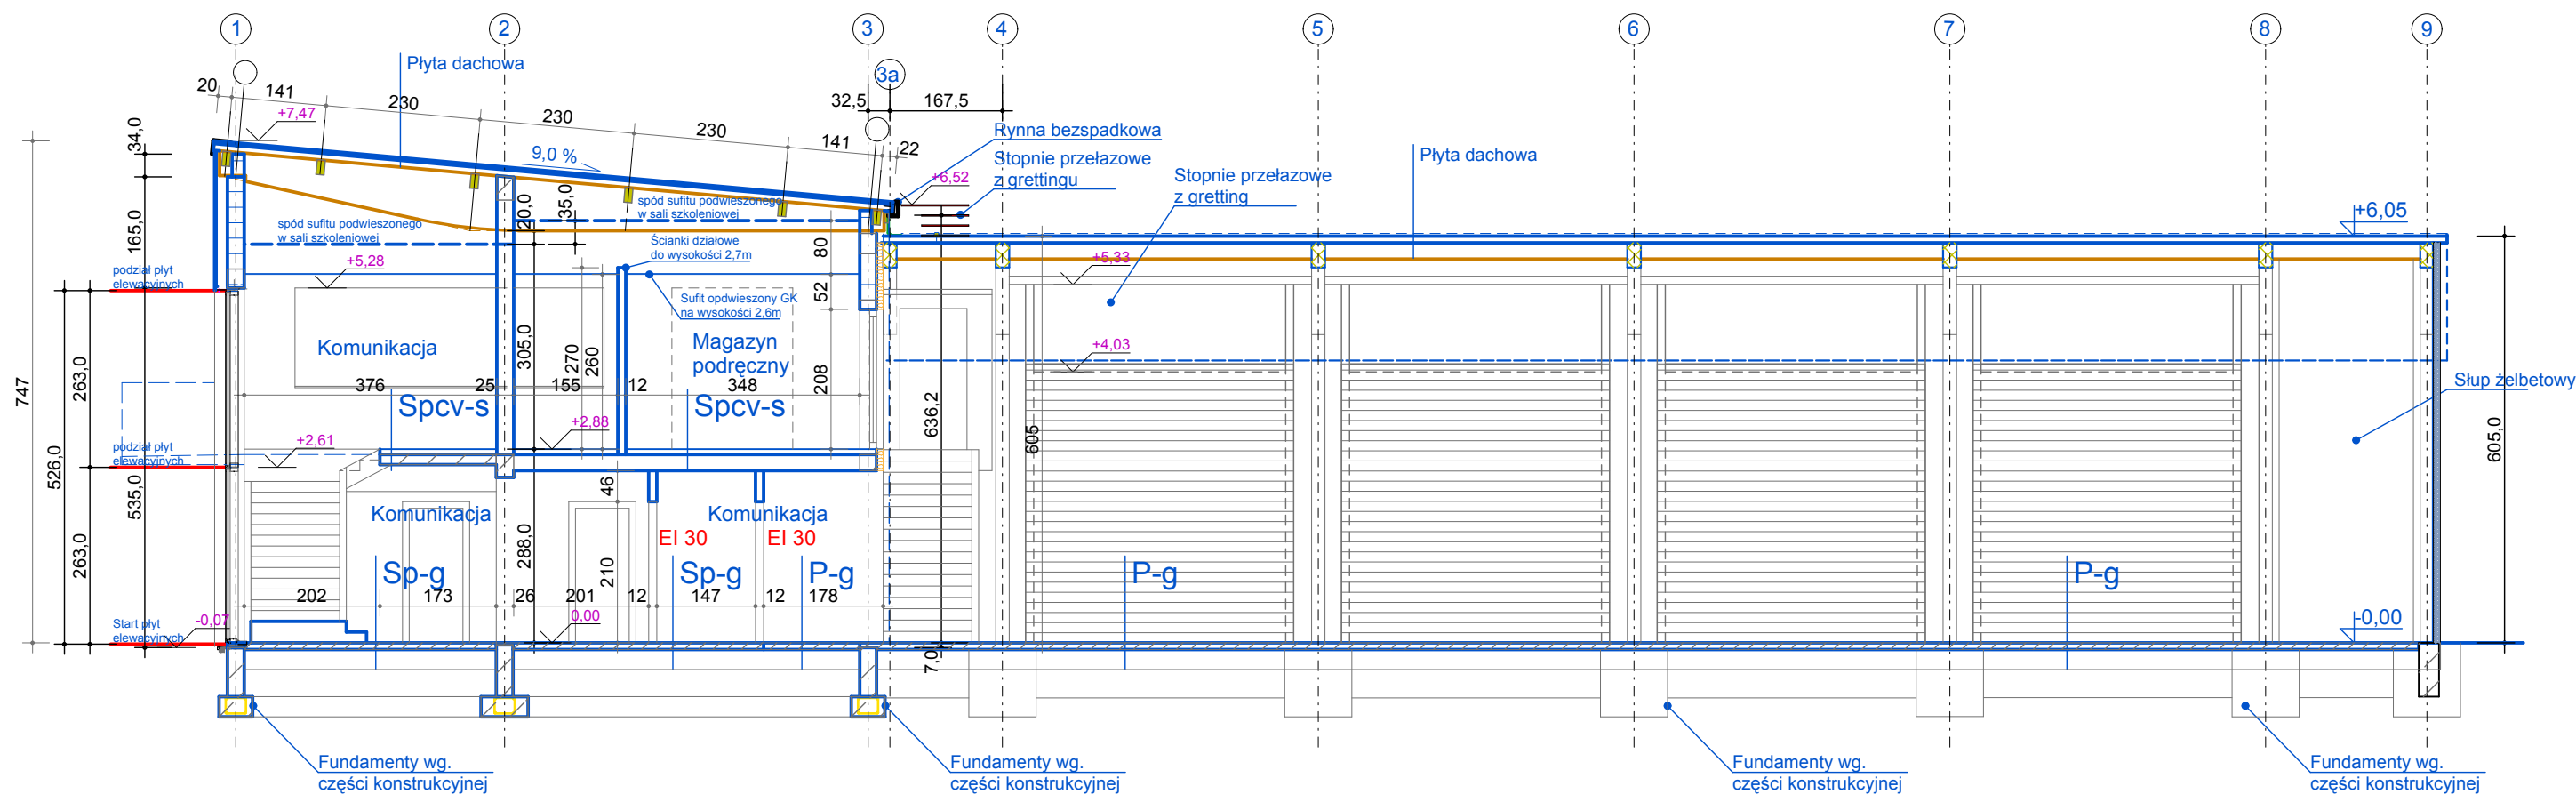 1
2
3
4
5
6
7
8
9
3a
Płyta dachowa
20
141
230
230
230
141
22
32,5
167,5
+7,47
9,0 %
34,0
165,0
747
Rynna bezspadkowa
Stopnie przełazowe
z grettingu
+6,52
Stopnie przełazowe
z gretting
Płyta dachowa
+6,05
spód sufitu podwieszonego
w sali szkoleniowej
spód sufitu podwieszonego
w sali szkoleniowej
20,0
35,0
Ścianki działowe
do wysokości 2,7m
80
podział płyt
elewacyjnych
+5,28
+5,33
Sufit opdwieszony GK
na wysokości 2,6m
52
Komunikacja
305,0
270
260
Magazyn
podręczny
+4,03
263,0
376
25
155
12
348
208
636,2
605
Słup żelbetowy
605,0
Spcv-s
Spcv-s
+2,88
podział płyt
elewacyjnych
+2,61
526,0
535,0
46
Komunikacja
Komunikacja
EI 30
EI 30
263,0
288,0
210
Sp-g
Sp-g
P-g
P-g
P-g
202
173
26
201
12
147
12
178
Start płyt
elewacyjnych
-0,07
0,00
-0,00
7,0
Fundamenty wg.
części konstrukcyjnej
Fundamenty wg.
części konstrukcyjnej
Fundamenty wg.
części konstrukcyjnej
Fundamenty wg.
części konstrukcyjnej